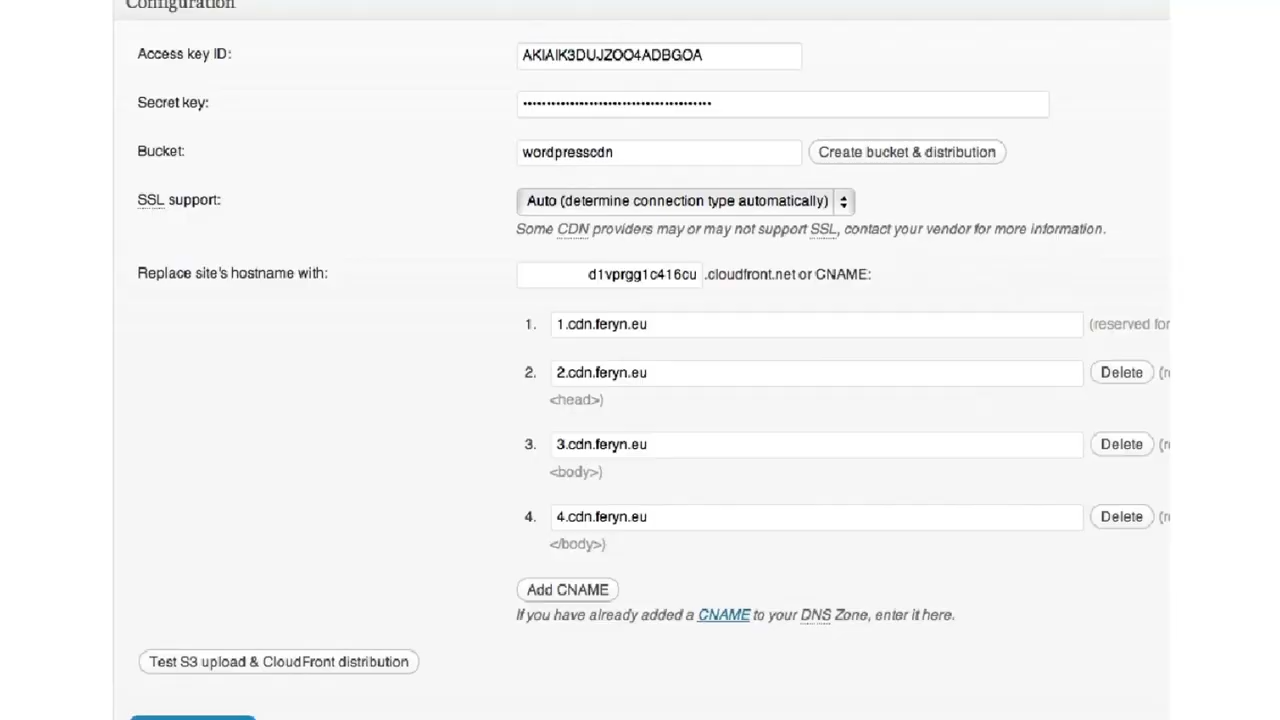 Configuration
Access key ID: AKIAIK3DUJZOO4ADBGOA
Secret key: ••••••••••••••••••••••••••••••••••••••••
Bucket: wordpresscdn Create bucket & distribution
SSL support: Auto (determine connection type automatically)
Some CDN providers may or may not support SSL, contact your vendor for more information.
Replace site's hostname with: d1vprgg1c416cu .cloudfront.net or CNAME:
1. 1.cdn.feryn.eu (reserved for
2. 2.cdn.feryn.eu Delete
<head>)
3. 3.cdn.feryn.eu Delete
<body>)
4. 4.cdn.feryn.eu Delete
</body>)
Add CNAME
If you have already added a CNAME to your DNS Zone, enter it here.
Test S3 upload & CloudFront distribution